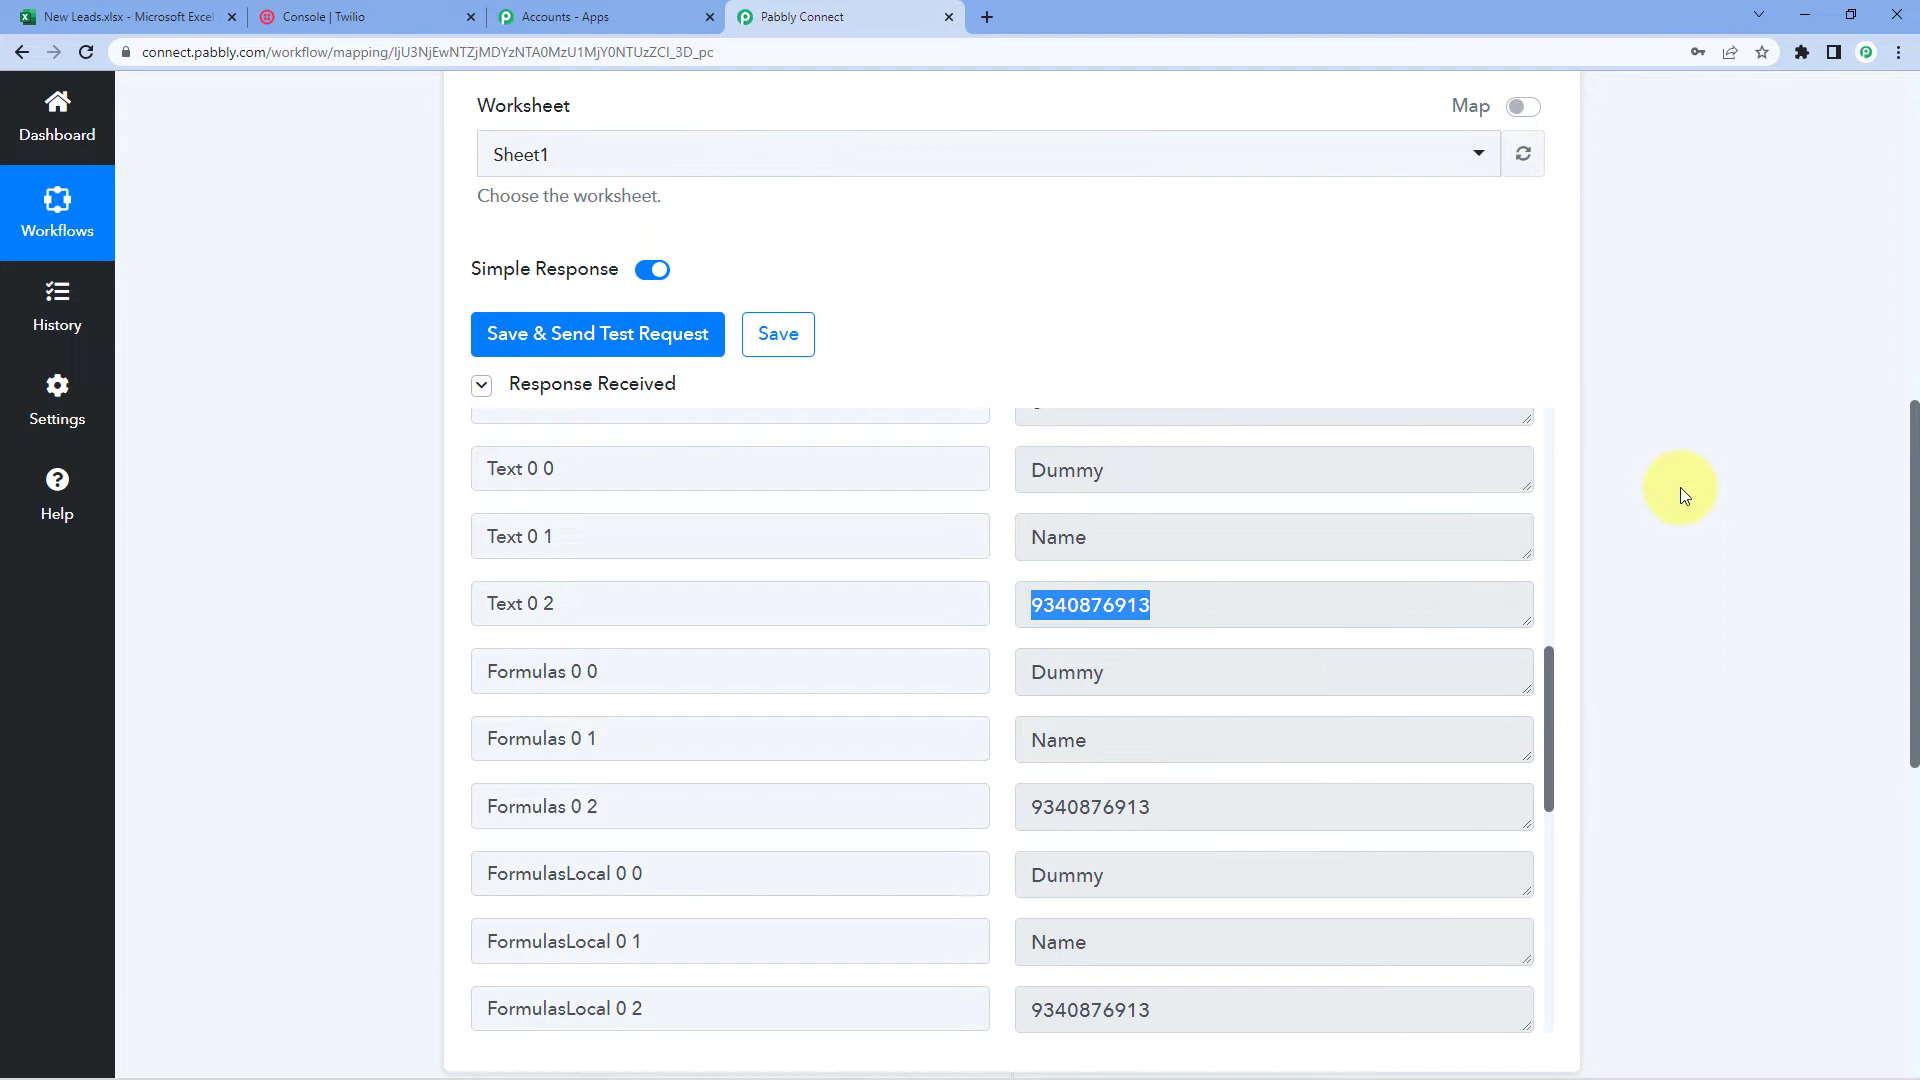 New Leads.xlsx - Microsoft Excel
Console | Twilio
Accounts - Apps
Pabbly Connect
connect.pabbly.com/workflow/mapping/IjU3NjEwNTZjMDYzNTA0MzU1MjY0NTUzZCI_3D_pc
Dashboard
Workflows
History
Settings
Help
Worksheet
Map
Sheet1
Choose the worksheet.
Simple Response
Save & Send Test Request
Save
Response Received
Text 0 0
Dummy
Text 0 1
Name
Text 0 2
9340876913
Formulas 0 0
Dummy
Formulas 0 1
Name
Formulas 0 2
9340876913
FormulasLocal 0 0
Dummy
FormulasLocal 0 1
Name
FormulasLocal 0 2
9340876913